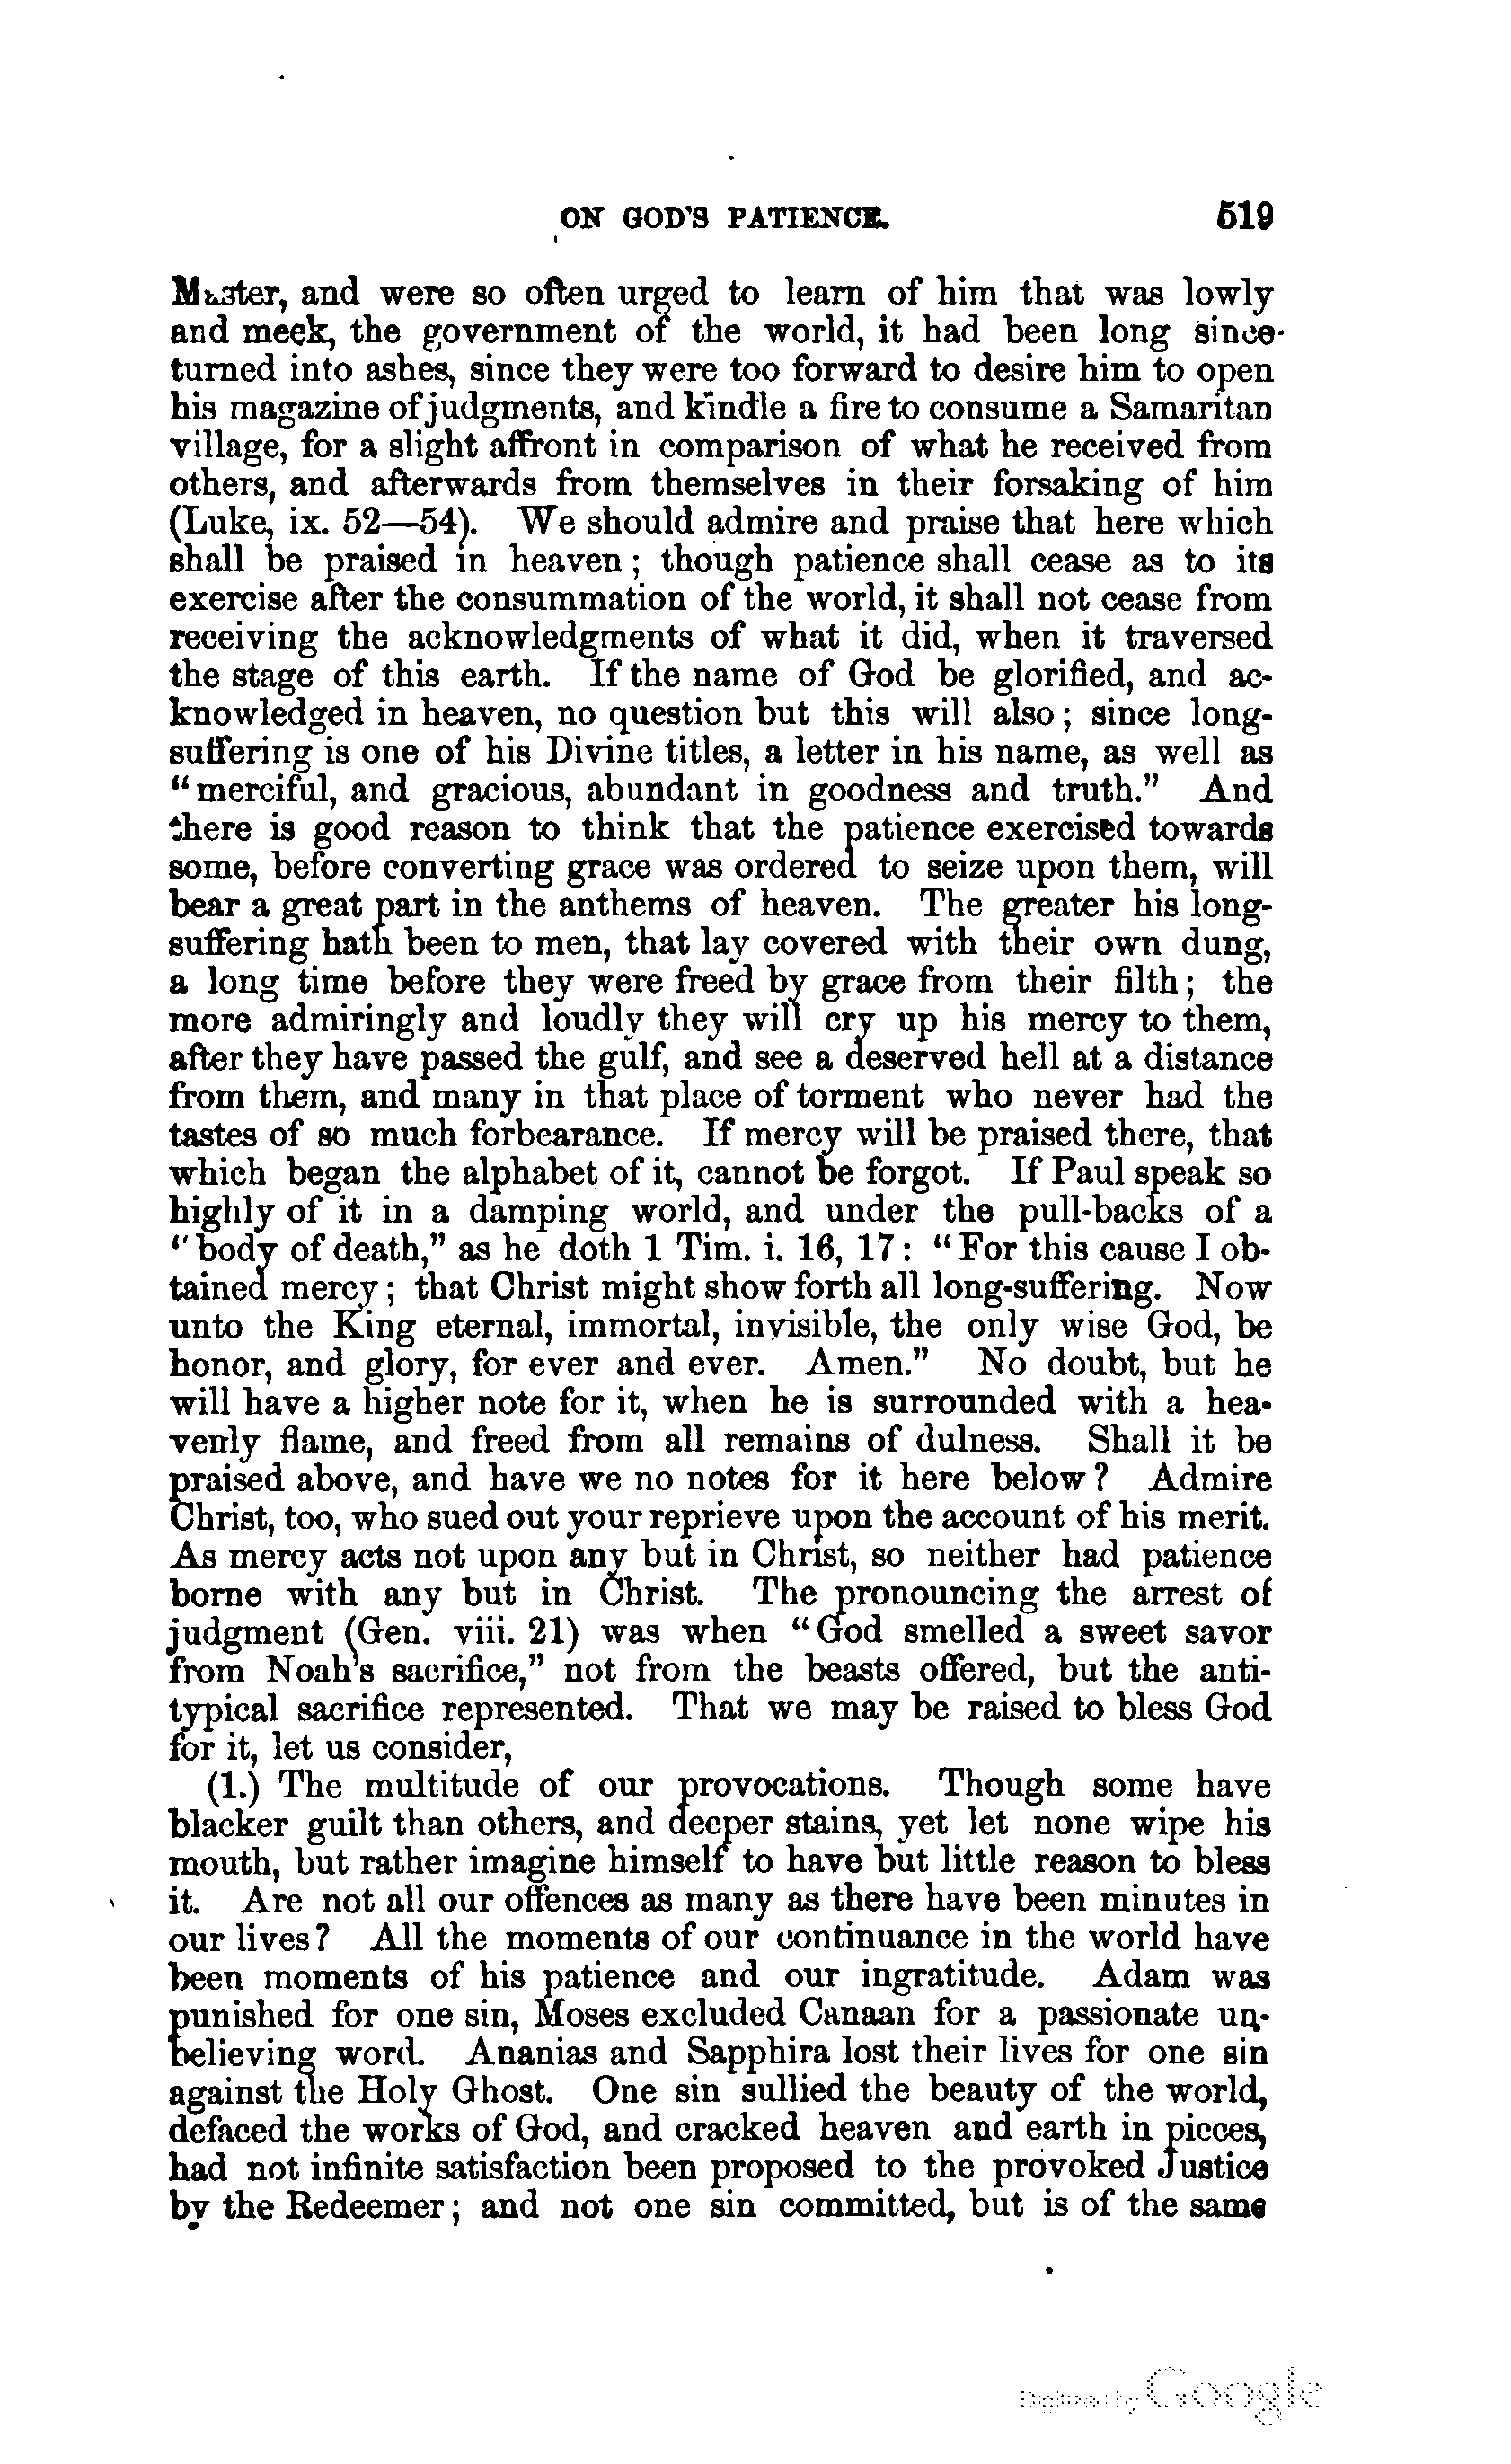 ON GOD'S PATIENCE. 519
Master, and were so often urged to learn of him that was lowly
and meek, the government of the world, it had been long since
turned into ashes, since they were too forward to desire him to open
his magazine of judgments, and kindle a fire to consume a Samaritan
village, for a slight affront in comparison of what he received from
others, and afterwards from themselves in their forsaking of him
(Luke, ix. 52—54). We should admire and praise that here which
shall be praised in heaven; though patience shall cease as to its
exercise after the consummation of the world, it shall not cease from
receiving the acknowledgments of what it did, when it traversed
the stage of this earth. If the name of God be glorified, and ac-
knowledged in heaven, no question but this will also; since long-
suffering is one of his Divine titles, a letter in his name, as well as
"merciful, and gracious, abundant in goodness and truth." And
there is good reason to think that the patience exercised towards
some, before converting grace was ordered to seize upon them, will
bear a great part in the anthems of heaven. The greater his long-
suffering hath been to men, that lay covered with their own dung,
a long time before they were freed by grace from their filth; the
more admiringly and loudly they will cry up his mercy to them,
after they have passed the gulf, and see a deserved hell at a distance
from them, and many in that place of torment who never had the
tastes of so much forbearance. If mercy will be praised there, that
which began the alphabet of it, cannot be forgot. If Paul speak so
highly of it in a damping world, and under the pull-backs of a
"body of death," as he doth 1 Tim. i. 16, 17: "For this cause I ob-
tained mercy; that Christ might show forth all long-suffering. Now
unto the King eternal, immortal, invisible, the only wise God, be
honor, and glory, for ever and ever. Amen." No doubt, but he
will have a higher note for it, when he is surrounded with a hea-
venly flame, and freed from all remains of dulness. Shall it be
praised above, and have we no notes for it here below? Admire
Christ, too, who sued out your reprieve upon the account of his merit.
As mercy acts not upon any but in Christ, so neither had patience
borne with any but in Christ. The pronouncing the arrest of
judgment (Gen. viii. 21) was when "God smelled a sweet savor
from Noah's sacrifice," not from the beasts offered, but the anti-
typical sacrifice represented. That we may be raised to bless God
for it, let us consider,
(1.) The multitude of our provocations. Though some have
blacker guilt than others, and deeper stains, yet let none wipe his
mouth, but rather imagine himself to have but little reason to bless
it. Are not all our offences as many as there have been minutes in
our lives? All the moments of our continuance in the world have
been moments of his patience and our ingratitude. Adam was
punished for one sin, Moses excluded Canaan for a passionate un-
believing word. Ananias and Sapphira lost their lives for one sin
against the Holy Ghost. One sin sullied the beauty of the world,
defaced the works of God, and cracked heaven and earth in pieces,
had not infinite satisfaction been proposed to the provoked Justice
by the Redeemer; and not one sin committed, but is of the same
Digitized by Google